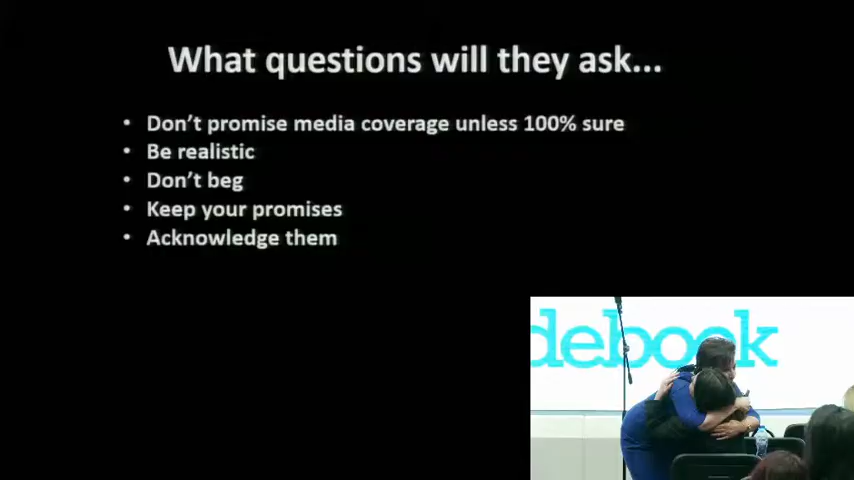 What questions will they ask...
• Don't promise media coverage unless 100% sure
• Be realistic
• Don't beg
• Keep your promises
• Acknowledge them
debook